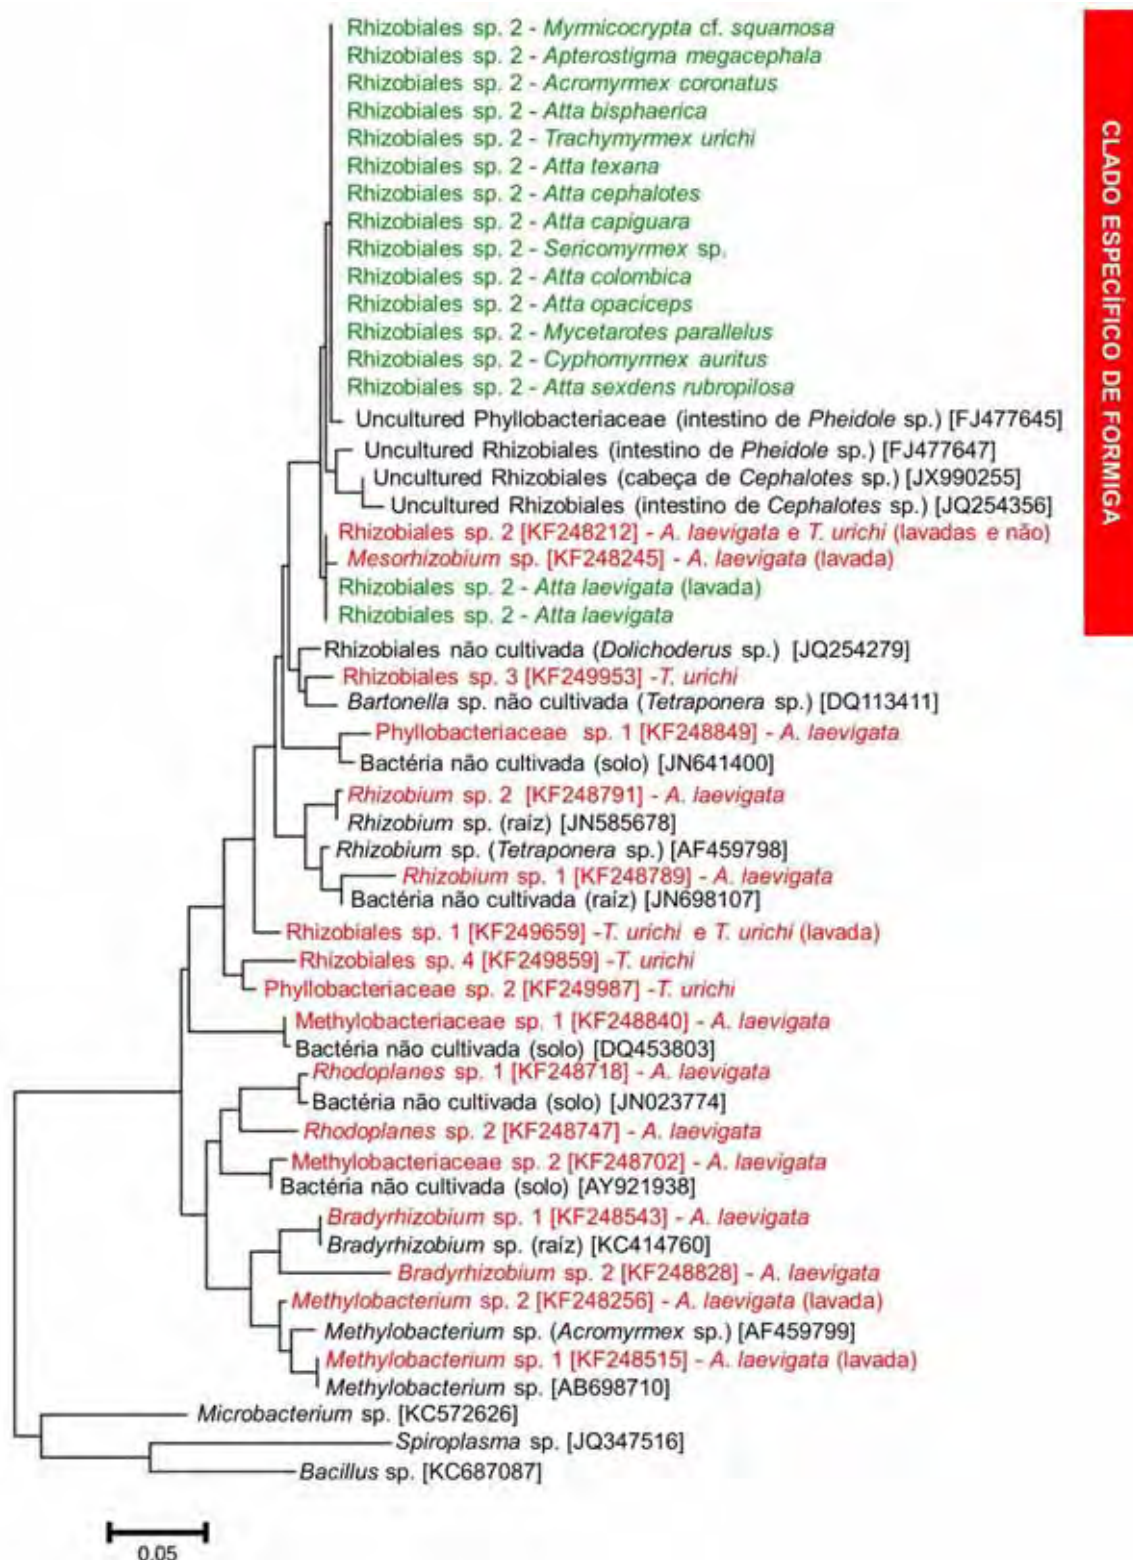 Rhizobiales sp. 2 - Myrmicocrypta cf. squamosa
Rhizobiales sp. 2 - Apterostigma megacephala
Rhizobiales sp. 2 - Acromyrmex coronatus
Rhizobiales sp. 2 - Atta bisphaerica
Rhizobiales sp. 2 - Trachymyrmex urichi
Rhizobiales sp. 2 - Atta texana
Rhizobiales sp. 2 - Atta cephalotes
Rhizobiales sp. 2 - Atta capiguara
Rhizobiales sp. 2 - Sericomyrmex sp.
Rhizobiales sp. 2 - Atta colombica
Rhizobiales sp. 2 - Atta opaciceps
Rhizobiales sp. 2 - Mycetarotes parallelus
Rhizobiales sp. 2 - Cyphomyrmex auritus
Rhizobiales sp. 2 - Atta sexdens rubropilosa
Uncultured Phyllobacteriaceae (intestino de Pheidole sp.) [FJ477645]
Uncultured Rhizobiales (intestino de Pheidole sp.) [FJ477647]
Uncultured Rhizobiales (cabeça de Cephalotes sp.) [JX990255]
Uncultured Rhizobiales (intestino de Cephalotes sp.) [JQ254356]
Rhizobiales sp. 2 [KF248212] - A. laevigata e T. urichi (lavadas e não)
Mesorhizobium sp. [KF248245] - A. laevigata (lavada)
Rhizobiales sp. 2 - Atta laevigata (lavada)
Rhizobiales sp. 2 - Atta laevigata
CLADO ESPECÍFICO DE FORMIGA
Rhizobiales não cultivada (Dolichoderus sp.) [JQ254279]
Rhizobiales sp. 3 [KF249953] -T. urichi
Bartonella sp. não cultivada (Tetraponera sp.) [DQ113411]
Phyllobacteriaceae sp. 1 [KF248849] - A. laevigata
Bactéria não cultivada (solo) [JN641400]
Rhizobium sp. 2 [KF248791] - A. laevigata
Rhizobium sp. (raíz) [JN585678]
Rhizobium sp. (Tetraponera sp.) [AF459798]
Rhizobium sp. 1 [KF248789] - A. laevigata
Bactéria não cultivada (raíz) [JN698107]
Rhizobiales sp. 1 [KF249659] -T. urichi e T. urichi (lavada)
Rhizobiales sp. 4 [KF249859] -T. urichi
Phyllobacteriaceae sp. 2 [KF249987] -T. urichi
Methylobacteriaceae sp. 1 [KF248840] - A. laevigata
Bactéria não cultivada (solo) [DQ453803]
Rhodoplanes sp. 1 [KF248718] - A. laevigata
Bactéria não cultivada (solo) [JN023774]
Rhodoplanes sp. 2 [KF248747] - A. laevigata
Methylobacteriaceae sp. 2 [KF248702] - A. laevigata
Bactéria não cultivada (solo) [AY921938]
Bradyrhizobium sp. 1 [KF248543] - A. laevigata
Bradyrhizobium sp. (raíz) [KC414760]
Bradyrhizobium sp. 2 [KF248828] - A. laevigata
Methylobacterium sp. 2 [KF248256] - A. laevigata (lavada)
Methylobacterium sp. (Acromyrmex sp.) [AF459799]
Methylobacterium sp. 1 [KF248515] - A. laevigata (lavada)
Methylobacterium sp. [AB698710]
Microbacterium sp. [KC572626]
Spiroplasma sp. [JQ347516]
Bacillus sp. [KC687087]
0.05